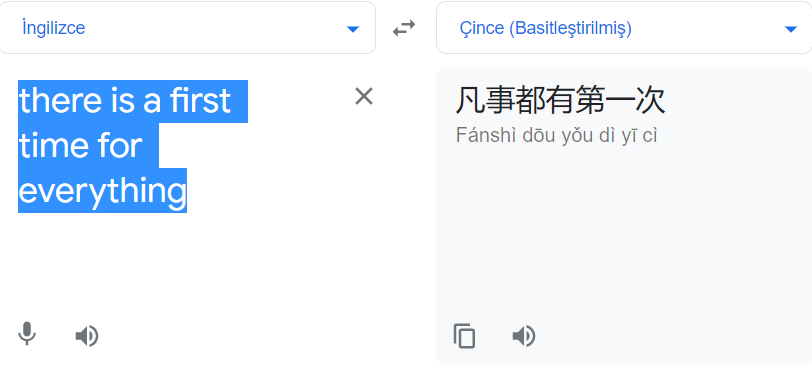 İngilizce
Çince (Basitleştirilmiş)
there is a first
time for
everything
凡事都有第一次
Fánshì dōu yǒu dì yī cì